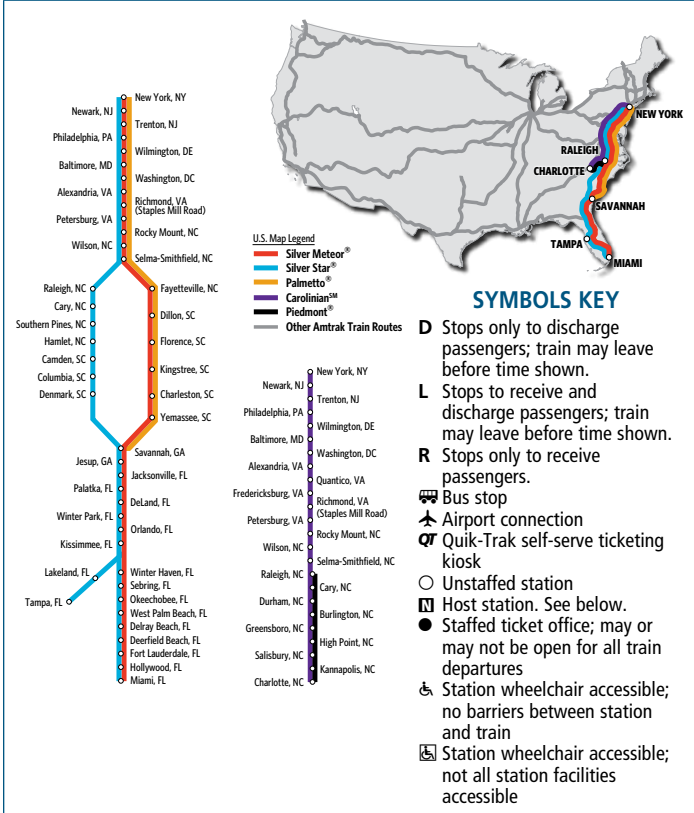 New York, NY
Newark, NJ
Trenton, NJ
Philadelphia, PA
Wilmington, DE
Baltimore, MD
Washington, DC
Alexandria, VA
Richmond, VA
(Staples Mill Road)
Petersburg, VA
Rocky Mount, NC
Wilson, NC
Selma-Smithfield, NC
Raleigh, NC
Fayetteville, NC
Cary, NC
Dillon, SC
Southern Pines, NC
Hamlet, NC
Florence, SC
Camden, SC
Kingstree, SC
Columbia, SC
Denmark, SC
Charleston, SC
Yemassee, SC
Savannah, GA
Jesup, GA
Jacksonville, FL
Palatka, FL
DeLand, FL
Winter Park, FL
Orlando, FL
Kissimmee, FL
Lakeland, FL
Winter Haven, FL
Sebring, FL
Tampa, FL
Okeechobee, FL
West Palm Beach, FL
Delray Beach, FL
Deerfield Beach, FL
Fort Lauderdale, FL
Hollywood, FL
Miami, FL
NEW YORK
RALEIGH
CHARLOTTE
SAVANNAH
TAMPA
MIAMI
U.S. Map Legend
Silver Meteor®
Silver Star®
Palmetto®
Carolinian℠
Piedmont®
Other Amtrak Train Routes
New York, NY
Newark, NJ
Trenton, NJ
Philadelphia, PA
Wilmington, DE
Baltimore, MD
Washington, DC
Alexandria, VA
Quantico, VA
Fredericksburg, VA
Richmond, VA
(Staples Mill Road)
Petersburg, VA
Rocky Mount, NC
Wilson, NC
Selma-Smithfield, NC
Raleigh, NC
Cary, NC
Durham, NC
Burlington, NC
Greensboro, NC
High Point, NC
Salisbury, NC
Kannapolis, NC
Charlotte, NC
SYMBOLS KEY
D Stops only to discharge
passengers; train may leave
before time shown.
L Stops to receive and
discharge passengers; train
may leave before time shown.
R Stops only to receive
passengers.
Bus stop
Airport connection
QT Quik-Trak self-serve ticketing
kiosk
Unstaffed station
N Host station. See below.
Staffed ticket office; may or
may not be open for all train
departures
Station wheelchair accessible;
no barriers between station
and train
Station wheelchair accessible;
not all station facilities
accessible